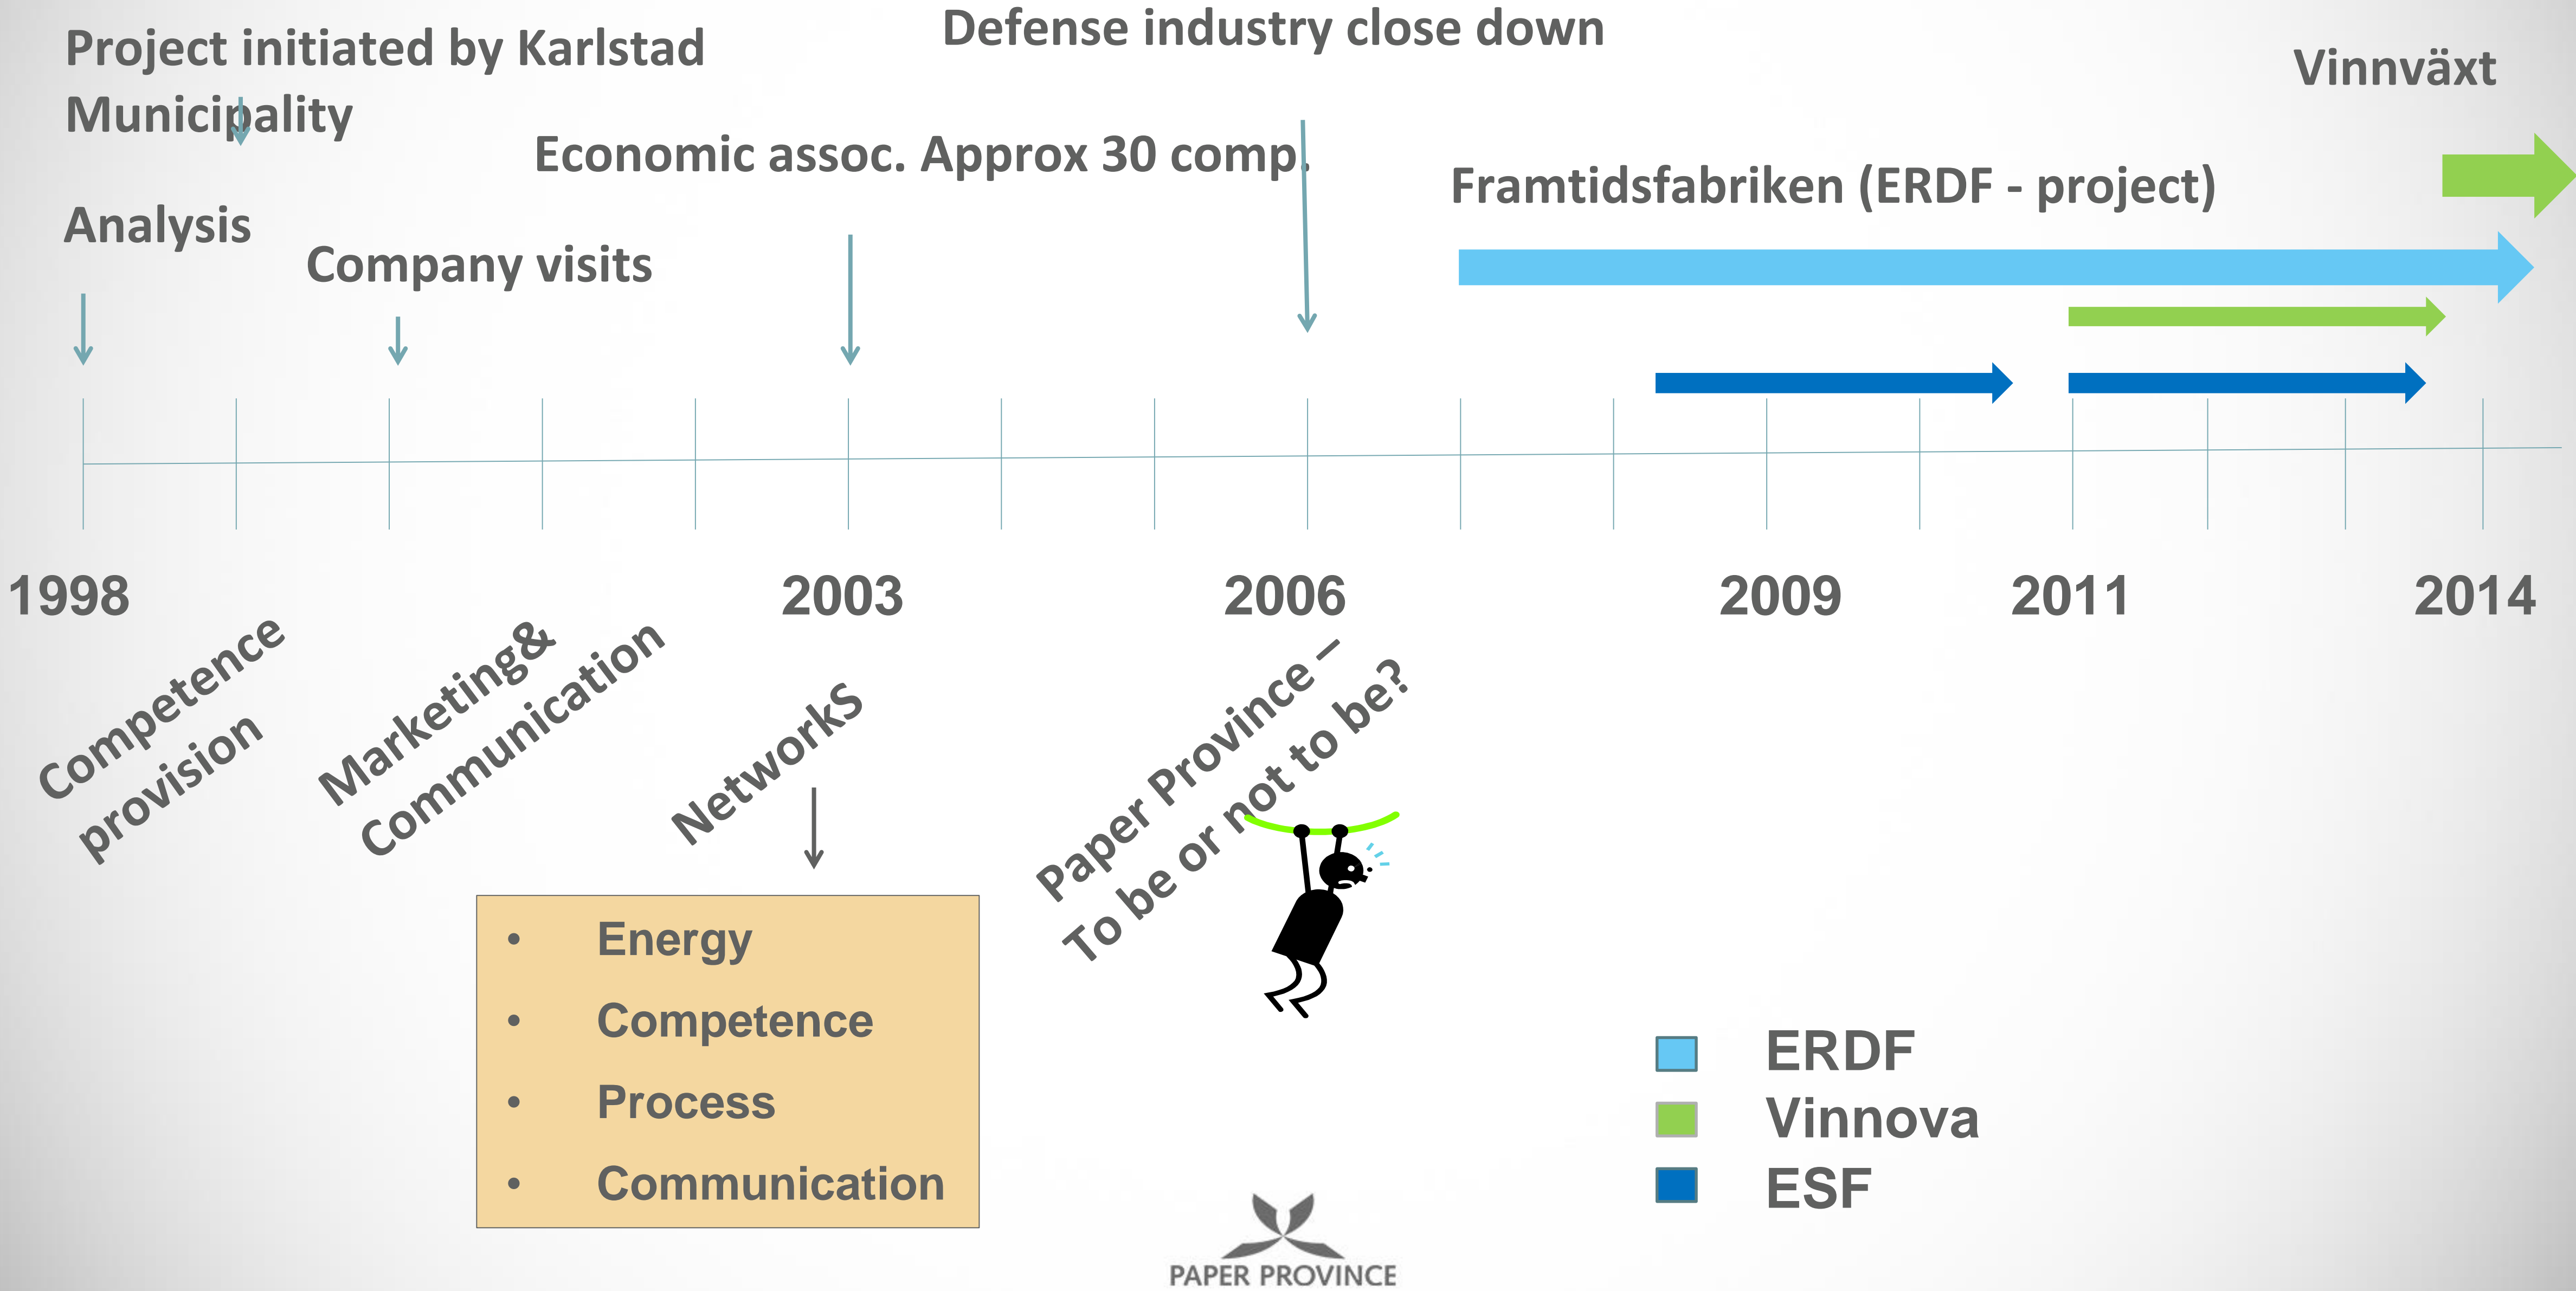 Project initiated by Karlstad
Municipality
Defense industry close down
Vinnväxt
Economic assoc. Approx 30 comp.
Framtidsfabriken (ERDF - project)
Analysis
Company visits
1998
2003
2006
2009
2011
2014
Competence
provision
Marketing&
Communication
NetworkS
Paper Province –
To be or not to be?
• Energy
• Competence
• Process
• Communication
ERDF
Vinnova
ESF
PAPER PROVINCE